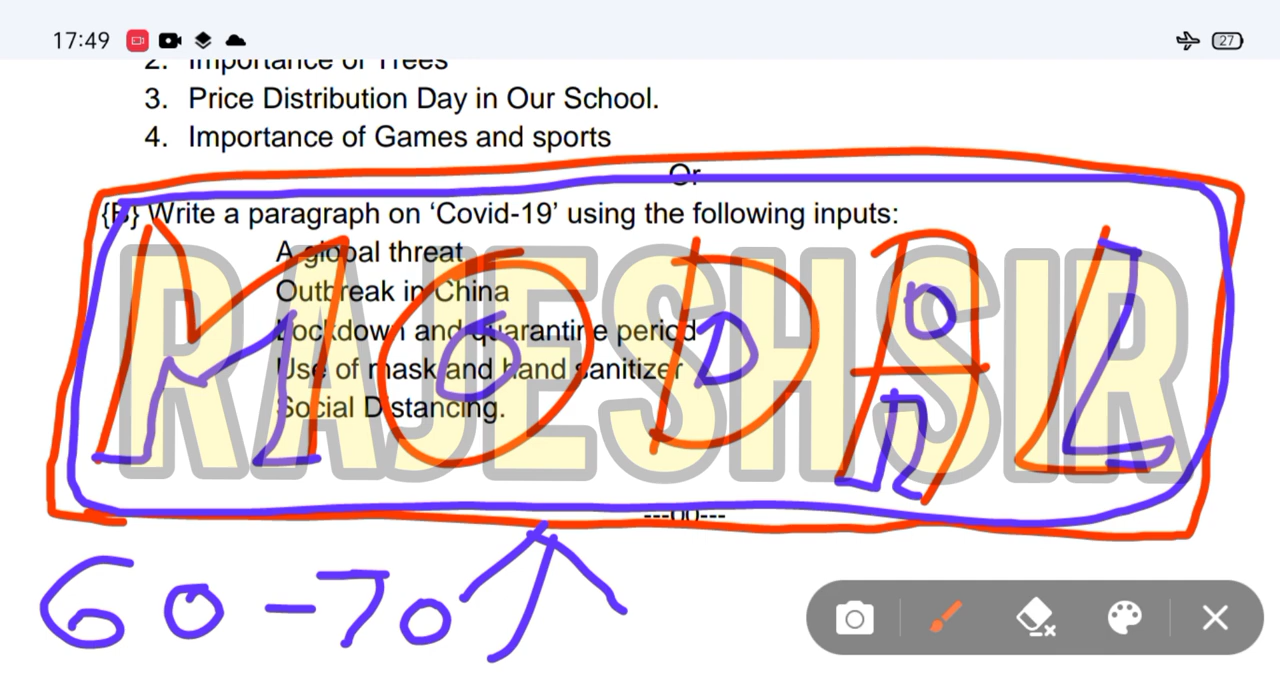 17:49 27
2. Importance of Trees
3. Price Distribution Day in Our School.
4. Importance of Games and sports
Or
{B} Write a paragraph on ‘Covid-19’ using the following inputs:
A global threat
Outbreak in China
Lockdown and quarantine period
Use of mask and hand sanitizer
Social Distancing.
RAJESHSIR
MODAL
---00---
60-70